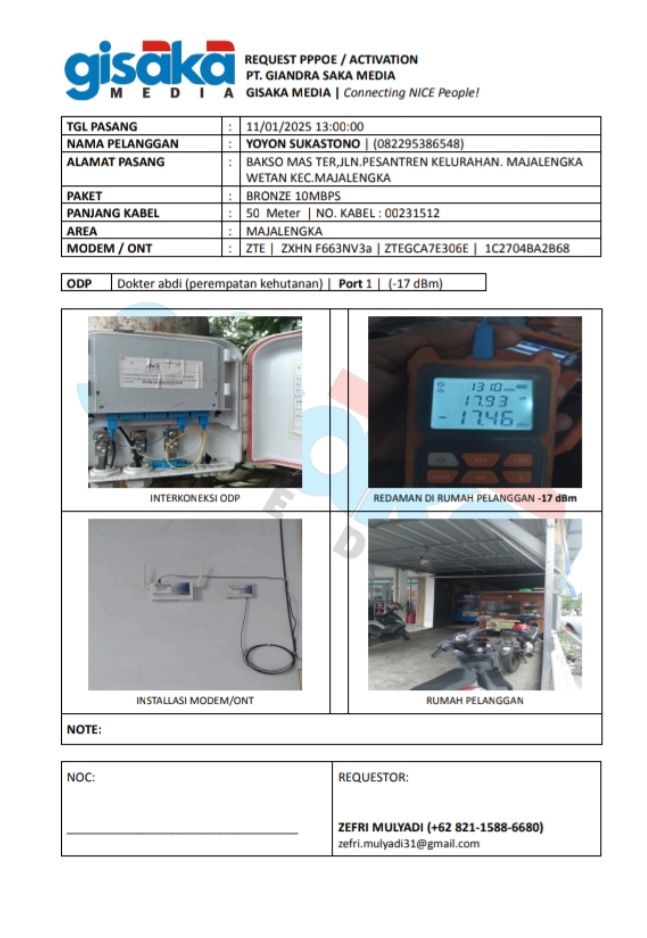 gisaka
MEDIA
REQUEST PPPOE / ACTIVATION
PT. GIANDRA SAKA MEDIA
GISAKA MEDIA | Connecting NICE People!
TGL PASANG : 11/01/2025 13:00:00
NAMA PELANGGAN : YOYON SUKASTONO | (082295386548)
ALAMAT PASANG : BAKSO MAS TER,JLN.PESANTREN KELURAHAN. MAJALENGKA
WETAN KEC.MAJALENGKA
PAKET : BRONZE 10MBPS
PANJANG KABEL : 50 Meter | NO. KABEL : 00231512
AREA : MAJALENGKA
MODEM / ONT : ZTE | ZXHN F663NV3a | ZTEGCA7E306E | 1C2704BA2B68
ODP Dokter abdi (perempatan kehutanan) | Port 1 | (-17 dBm)
1310
17.93
-17.46
INTERKONEKSI ODP
REDAMAN DI RUMAH PELANGGAN -17 dBm
INSTALLASI MODEM/ONT
RUMAH PELANGGAN
NOTE:
NOC:
REQUESTOR:
ZEFRI MULYADI (+62 821-1588-6680)
zefri.mulyadi31@gmail.com